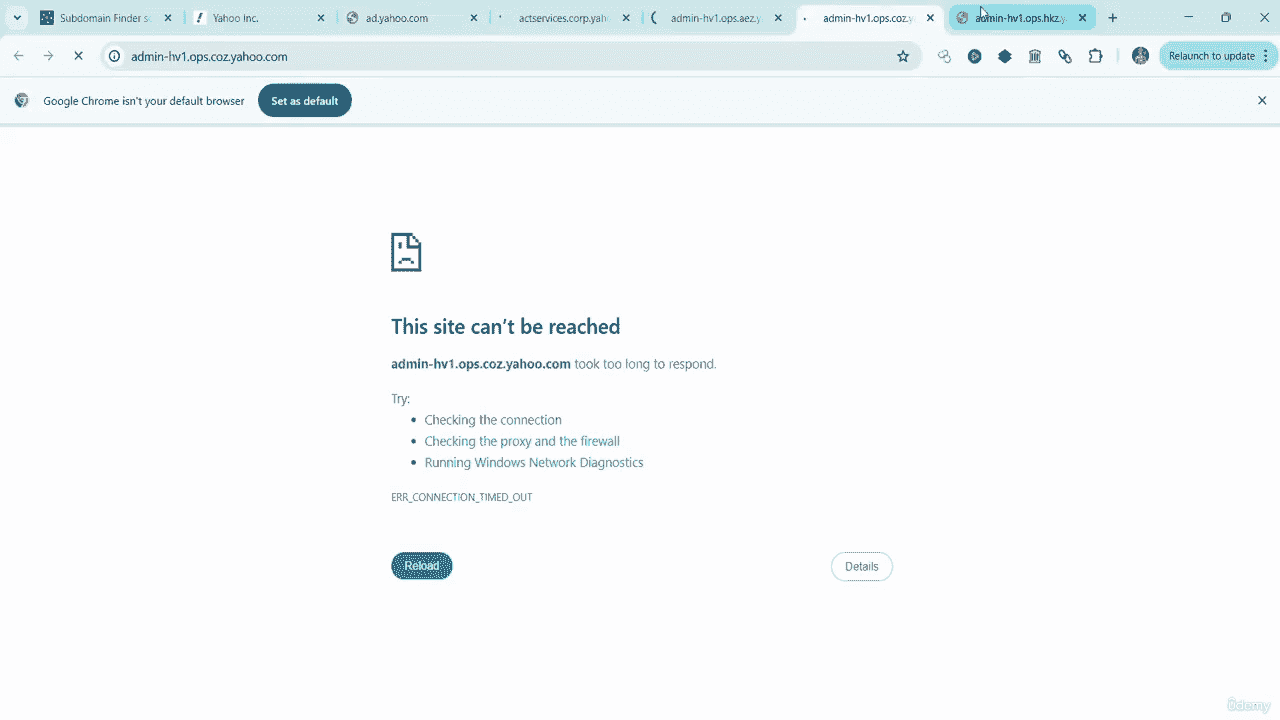 Subdomain Finder s
Yahoo Inc.
ad.yahoo.com
actservices.corp.yah
admin-hv1.ops.aez.y
admin-hv1.ops.coz.y
admin-hv1.ops.hkz.
admin-hv1.ops.coz.yahoo.com
Relaunch to update
Google Chrome isn't your default browser
Set as default
This site can't be reached
admin-hv1.ops.coz.yahoo.com took too long to respond.
Try:
• Checking the connection
• Checking the proxy and the firewall
• Running Windows Network Diagnostics
ERR_CONNECTION_TIMED_OUT
Reload
Details
ûdemy